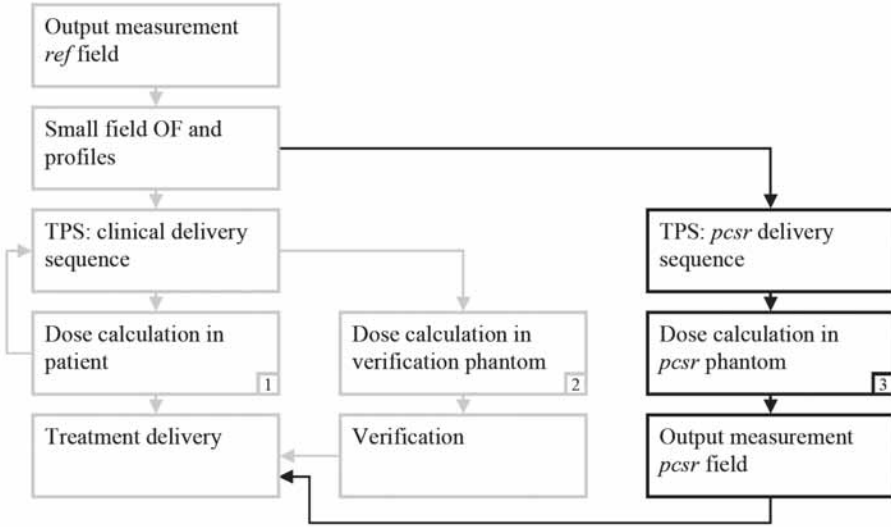 Output measurement
ref field
Small field OF and
profiles
TPS: clinical delivery
sequence
TPS: pcsr delivery
sequence
Dose calculation in
patient
1
Dose calculation in
verification phantom
2
Dose calculation in
pcsr phantom
3
Treatment delivery
Verification
Output measurement
pcsr field